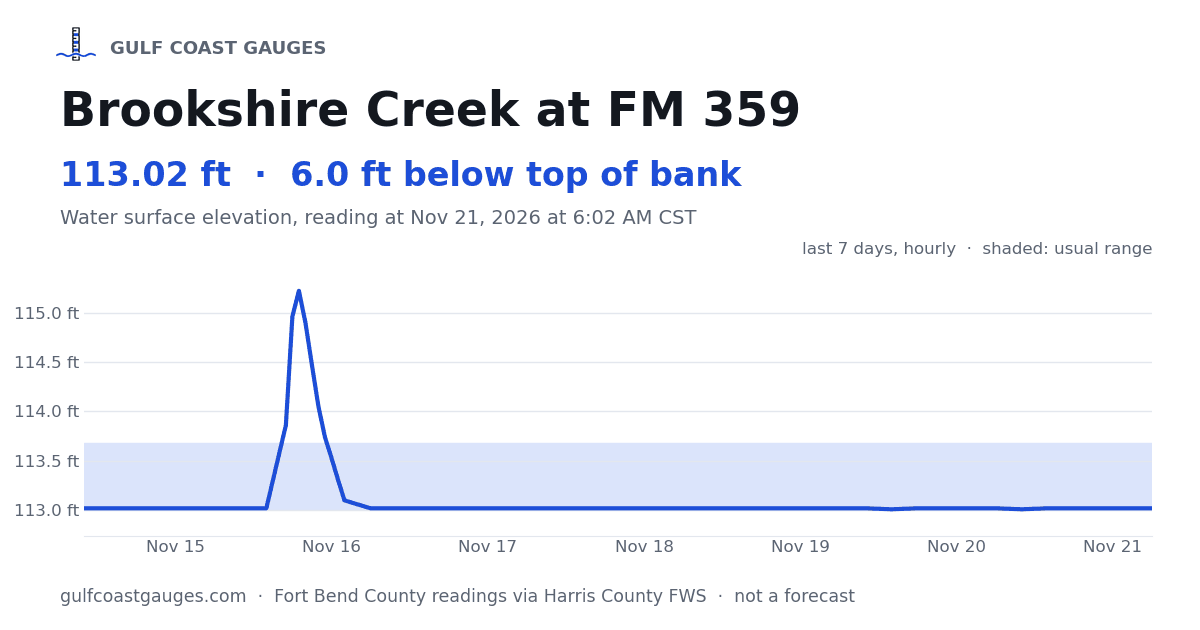 GULF COAST GAUGES
Brookshire Creek at FM 359
113.02 ft · 6.0 ft below top of bank
Water surface elevation, reading at Nov 21, 2026 at 6:02 AM CST
last 7 days, hourly · shaded: usual range
115.0 ft
114.5 ft
114.0 ft
113.5 ft
113.0 ft
Nov 15 Nov 16 Nov 17 Nov 18 Nov 19 Nov 20 Nov 21
gulfcoastgauges.com · Fort Bend County readings via Harris County FWS · not a forecast